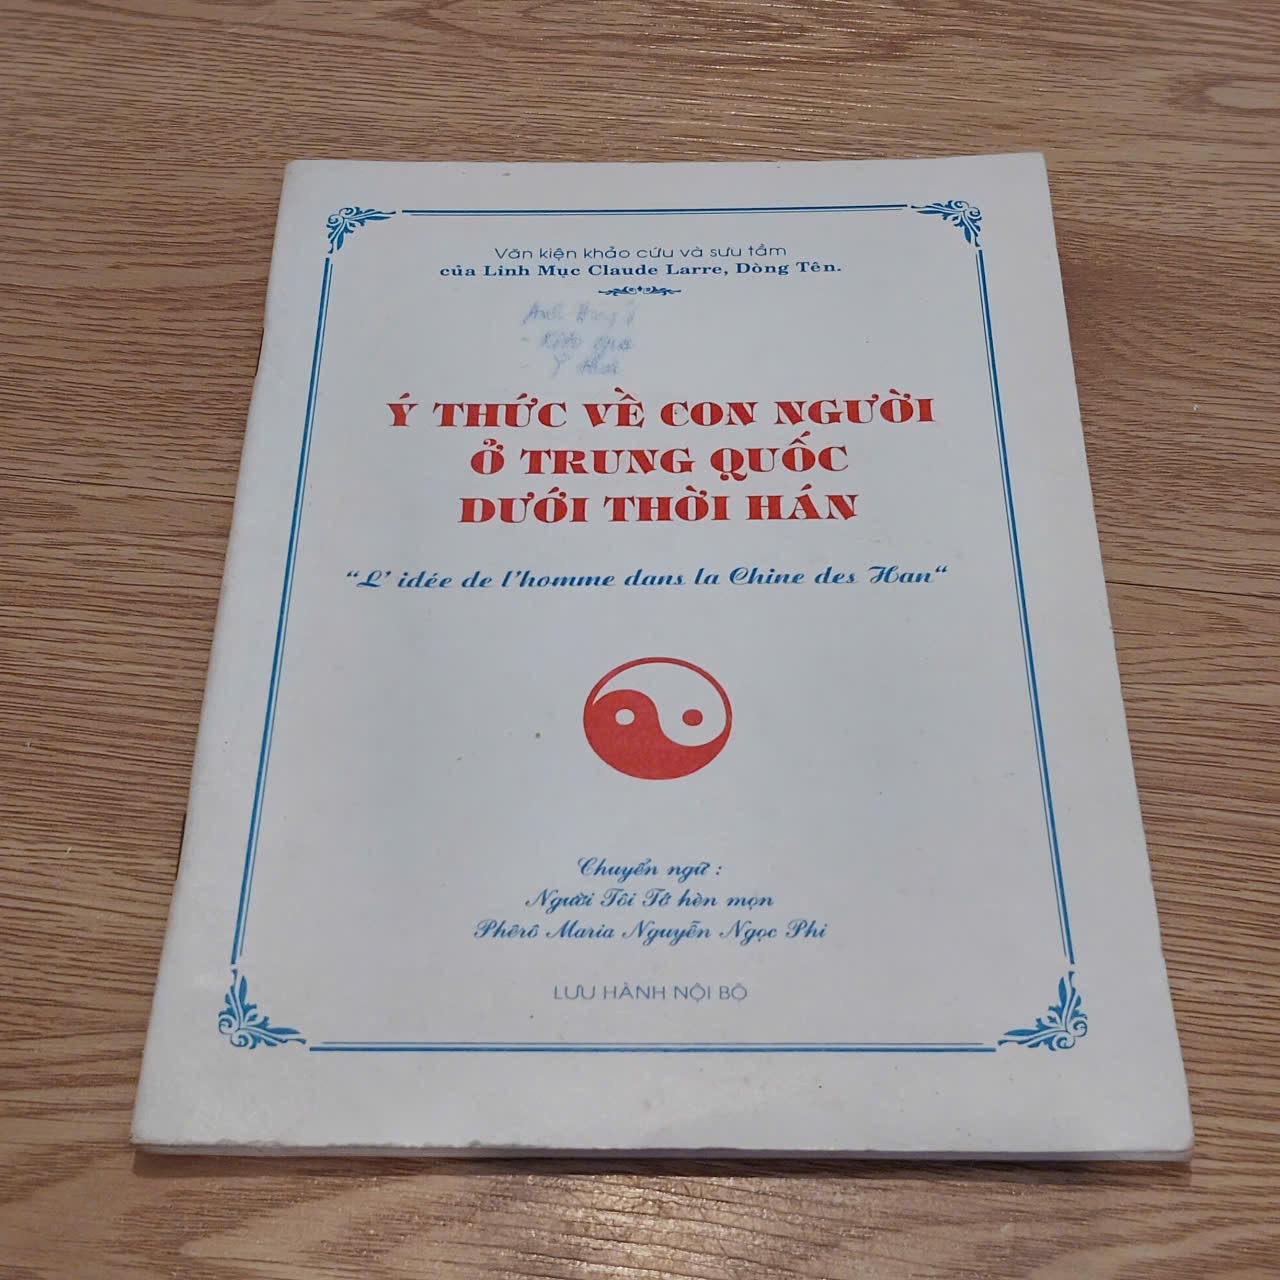 Văn kiện khảo cứu và sưu tầm
của Linh Mục Claude Larre, Dòng Tên.
Ý THỨC VỀ CON NGƯỜI
Ở TRUNG QUỐC
DƯỚI THỜI HÁN
“L' idée de l'homme dans la Chine des Han“
Chuyển ngữ :
Người Tôi Tớ hèn mọn
Phêrô Maria Nguyễn Ngọc Phi
LƯU HÀNH NỘI BỘ